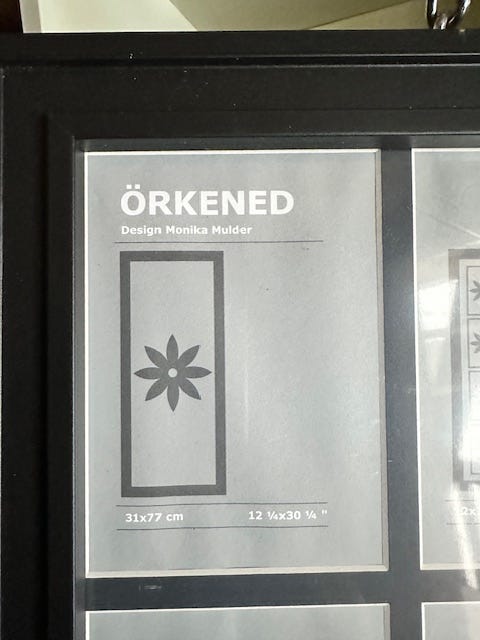 ÖRKENED
Design Monika Mulder
31x77 cm
12 ¼x30 ¼ "